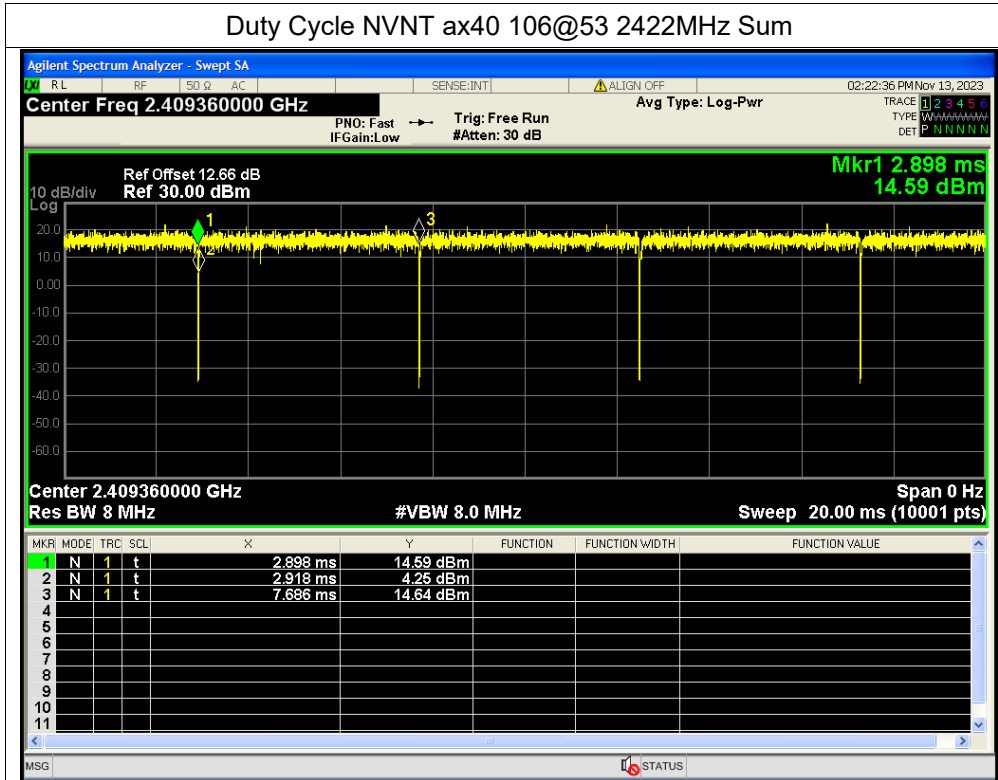 Duty Cycle NVNT ax40 106@53 2422MHz Sum
Agilent Spectrum Analyzer - Swept SA
LXI RL RF 50 Ω AC SENSE:INT ALIGN OFF 02:22:36 PM Nov 13, 2023
Center Freq 2.409360000 GHz
Avg Type: Log-Pwr
TRACE 1 2 3 4 5 6
PNO: Fast Trig: Free Run
TYPE WWWWWW
IFGain:Low #Atten: 30 dB
DET P N N N N N
Mkr1 2.898 ms
14.59 dBm
Ref Offset 12.66 dB
10 dB/div Ref 30.00 dBm
Log
1
3
20.0
2
10.0
0.00
-10.0
-20.0
-30.0
-40.0
-50.0
-60.0
Center 2.409360000 GHz Span 0 Hz
Res BW 8 MHz #VBW 8.0 MHz Sweep 20.00 ms (10001 pts)
MKR MODE TRC SCL X Y FUNCTION FUNCTION WIDTH FUNCTION VALUE
1 N 1 t 2.898 ms 14.59 dBm
2 N 1 t 2.918 ms 4.25 dBm
3 N 1 t 7.686 ms 14.64 dBm
4
5
6
7
8
9
10
11
MSG STATUS